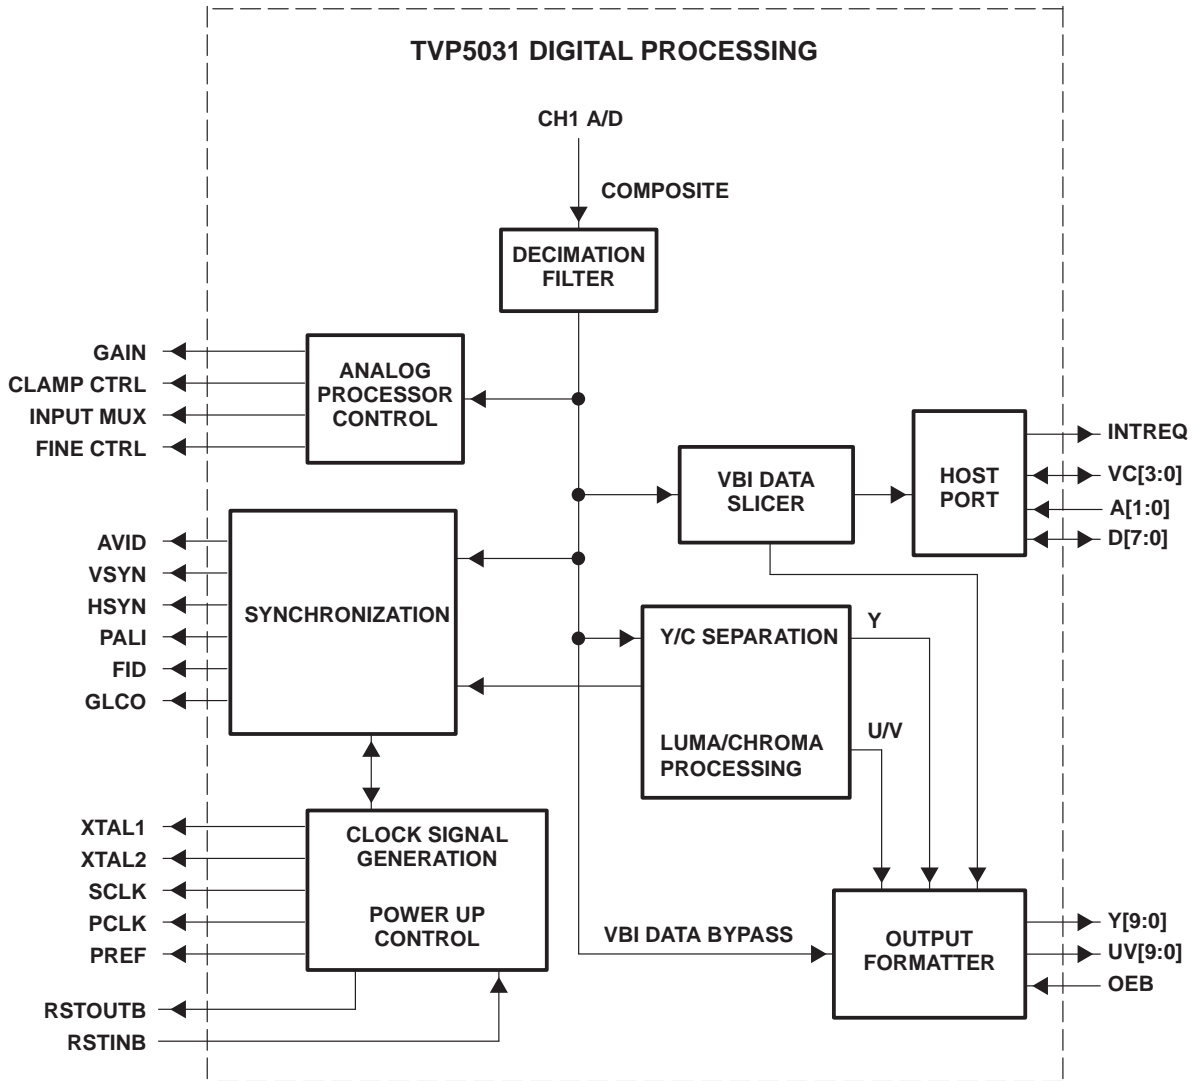 TVP5031 DIGITAL PROCESSING
CH1 A/D
COMPOSITE
DECIMATION
FILTER
GAIN
CLAMP CTRL
INPUT MUX
FINE CTRL
ANALOG
PROCESSOR
CONTROL
VBI DATA
SLICER
HOST
PORT
INTREQ
VC[3:0]
A[1:0]
D[7:0]
AVID
VSYN
HSYN
PALI
FID
GLCO
SYNCHRONIZATION
Y/C SEPARATION
LUMA/CHROMA
PROCESSING
Y
U/V
XTAL1
XTAL2
SCLK
PCLK
PREF
RSTOUTB
RSTINB
CLOCK SIGNAL
GENERATION
POWER UP
CONTROL
VBI DATA BYPASS
OUTPUT
FORMATTER
Y[9:0]
UV[9:0]
OEB